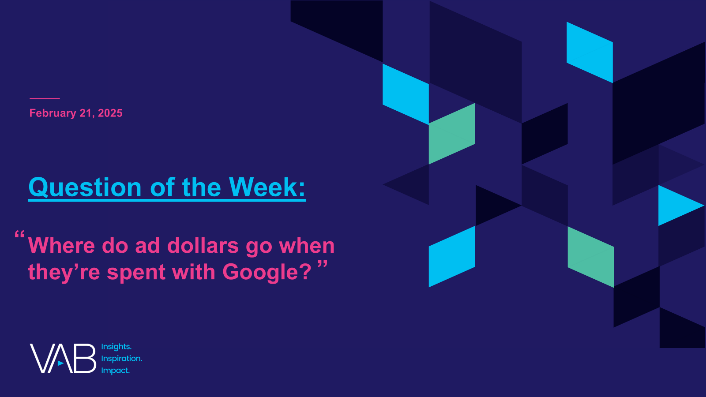 February 21, 2025
Question of the Week:
“Where do ad dollars go when
they’re spent with Google?”
VAB
Insights.
Inspiration.
Impact.